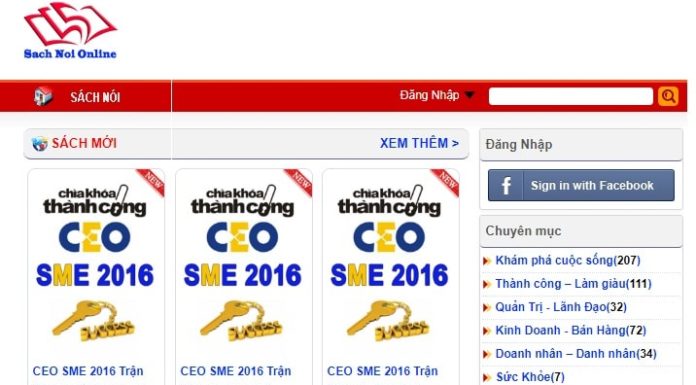 Sach Noi Online
SÁCH NÓI
Đăng Nhập
SÁCH MỚI
XEM THÊM >
NEW
chìa khóa
thành công
CEO
SME 2016
SUCCESS
CEO SME 2016 Trận
NEW
chìa khóa
thành công
CEO
SME 2016
SUCCESS
CEO SME 2016 Trận
NEW
chìa khóa
thành công
CEO
SME 2016
SUCCESS
CEO SME 2016 Trận
Đăng Nhập
f Sign in with Facebook
Chuyên mục
Khám phá cuộc sống(207)
Thành công – Làm giàu(111)
Quản Trị - Lãnh Đạo(32)
Kinh Doanh - Bán Hàng(72)
Doanh nhân – Danh nhân(34)
Sức Khỏe(7)